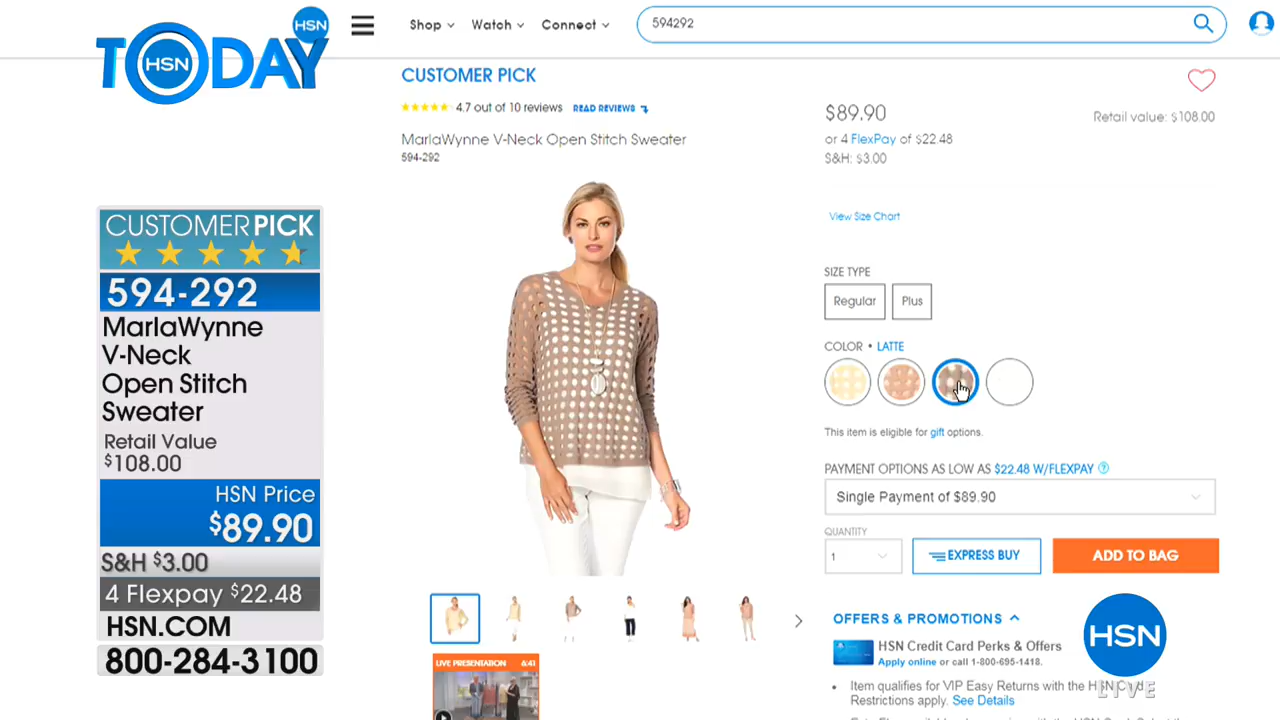 TODAY
HSN
HSN
Shop
Watch
Connect
594292
CUSTOMER PICK
4.7 out of 10 reviews
READ REVIEWS
MarlaWynne V-Neck Open Stitch Sweater
594-292
$89.90
Retail value: $108.00
or 4 FlexPay of $22.48
S&H: $3.00
View Size Chart
SIZE TYPE
Regular
Plus
COLOR • LATTE
This item is eligible for gift options.
PAYMENT OPTIONS AS LOW AS $22.48 W/FLEXPAY ?
Single Payment of $89.90
QUANTITY
1
EXPRESS BUY
ADD TO BAG
OFFERS & PROMOTIONS
HSN Credit Card Perks & Offers
Apply online or call 1-800-695-1418.
• Item qualifies for VIP Easy Returns with the HSN Card.
Restrictions apply. See Details
LIVE PRESENTATION 6:41
CUSTOMER PICK
594-292
MarlaWynne
V-Neck
Open Stitch
Sweater
Retail Value
$108.00
HSN Price
$89.90
S&H $3.00
4 Flexpay $22.48
HSN.COM
800-284-3100
HSN
LIVE